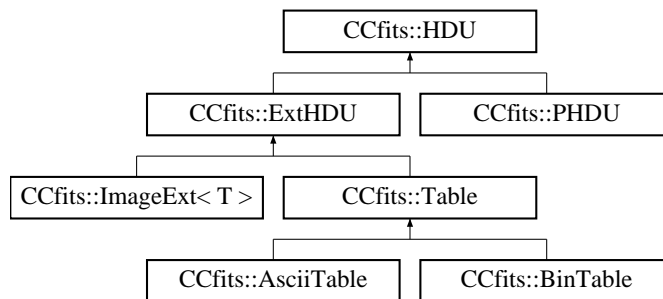 CCfits::HDU
CCfits::ExtHDU
CCfits::PHDU
CCfits::ImageExt< T >
CCfits::Table
CCfits::AsciiTable
CCfits::BinTable